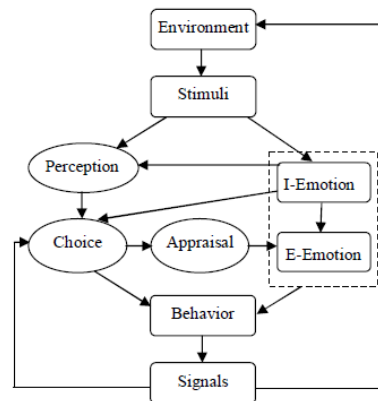 Environment
Stimuli
Perception
I-Emotion
Choice
Appraisal
E-Emotion
Behavior
Signals